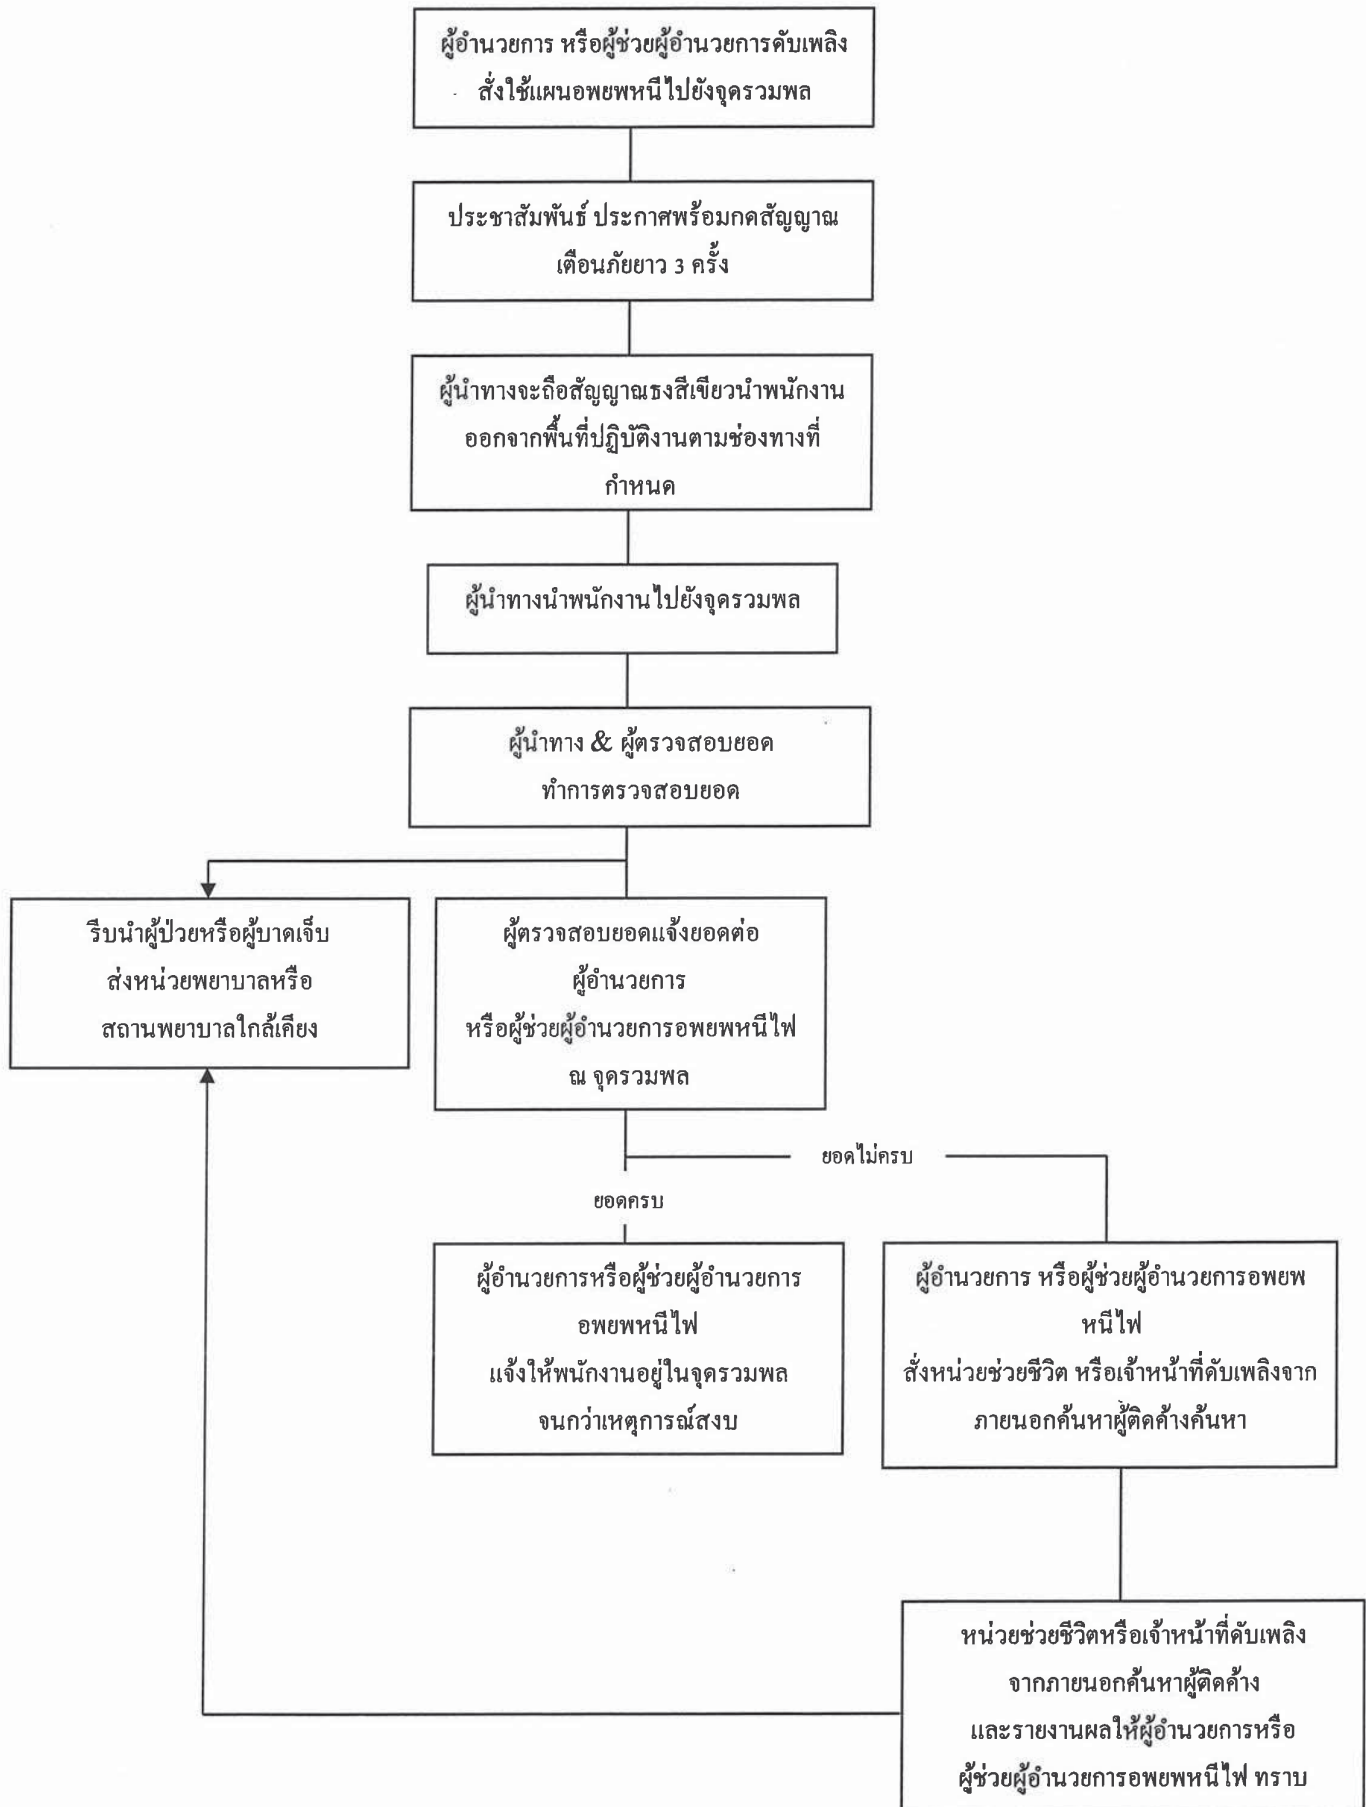 ผู้อำนวยการ หรือผู้ช่วยผู้อำนวยการดับเพลิง
สั่งใช้แผนอพยพหนีไปยังจุดรวมพล
ประชาสัมพันธ์ ประกาศพร้อมกดสัญญาณ
เตือนภัยยาว 3 ครั้ง
ผู้นำทางจะถือสัญญาณธงสีเขียวนำพนักงาน
ออกจากพื้นที่ปฏิบัติงานตามช่องทางที่
กำหนด
ผู้นำทางนำพนักงานไปยังจุดรวมพล
ผู้นำทาง & ผู้ตรวจสอบยอด
ทำการตรวจสอบยอด
รีบนำผู้ป่วยหรือผู้บาดเจ็บ
ส่งหน่วยพยาบาลหรือ
สถานพยาบาลใกล้เคียง
ผู้ตรวจสอบยอดแจ้งยอดต่อ
ผู้อำนวยการ
หรือผู้ช่วยผู้อำนวยการอพยพหนีไฟ
ณ จุดรวมพล
ยอดไม่ครบ
ยอดครบ
ผู้อำนวยการหรือผู้ช่วยผู้อำนวยการ
อพยพหนีไฟ
แจ้งให้พนักงานอยู่ในจุดรวมพล
จนกว่าเหตุการณ์สงบ
ผู้อำนวยการ หรือผู้ช่วยผู้อำนวยการอพยพ
หนีไฟ
สั่งหน่วยช่วยชีวิต หรือเจ้าหน้าที่ดับเพลิงจาก
ภายนอกค้นหาผู้ติดค้างค้นหา
หน่วยช่วยชีวิตหรือเจ้าหน้าที่ดับเพลิง
จากภายนอกค้นหาผู้ติดค้าง
และรายงานผลให้ผู้อำนวยการหรือ
ผู้ช่วยผู้อำนวยการอพยพหนีไฟ ทราบ